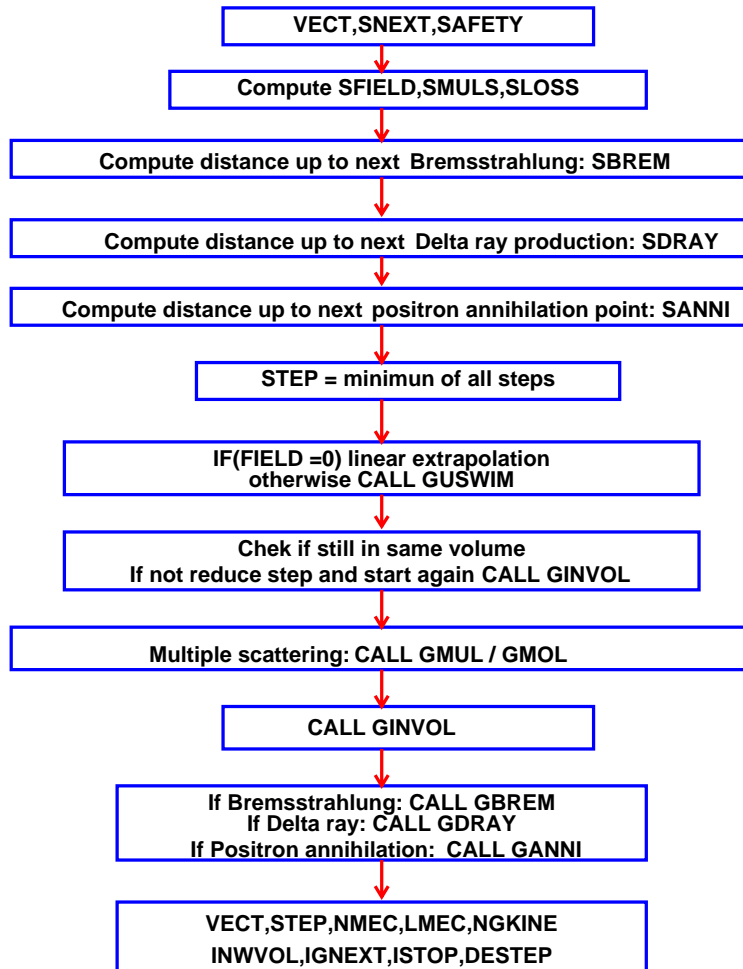 VECT,SNEXT,SAFETY
Compute SFIELD,SMULS,SLOSS
Compute distance up to next Bremsstrahlung: SBREM
Compute distance up to next Delta ray production: SDRAY
Compute distance up to next positron annihilation point: SANNI
STEP = minimun of all steps
IF(FIELD =0) linear extrapolation
otherwise CALL GUSWIM
Chek if still in same volume
If not reduce step and start again CALL GINVOL
Multiple scattering: CALL GMUL / GMOL
CALL GINVOL
If Bremsstrahlung: CALL GBREM
If Delta ray: CALL GDRAY
If Positron annihilation: CALL GANNI
VECT,STEP,NMEC,LMEC,NGKINE
INWVOL,IGNEXT,ISTOP,DESTEP